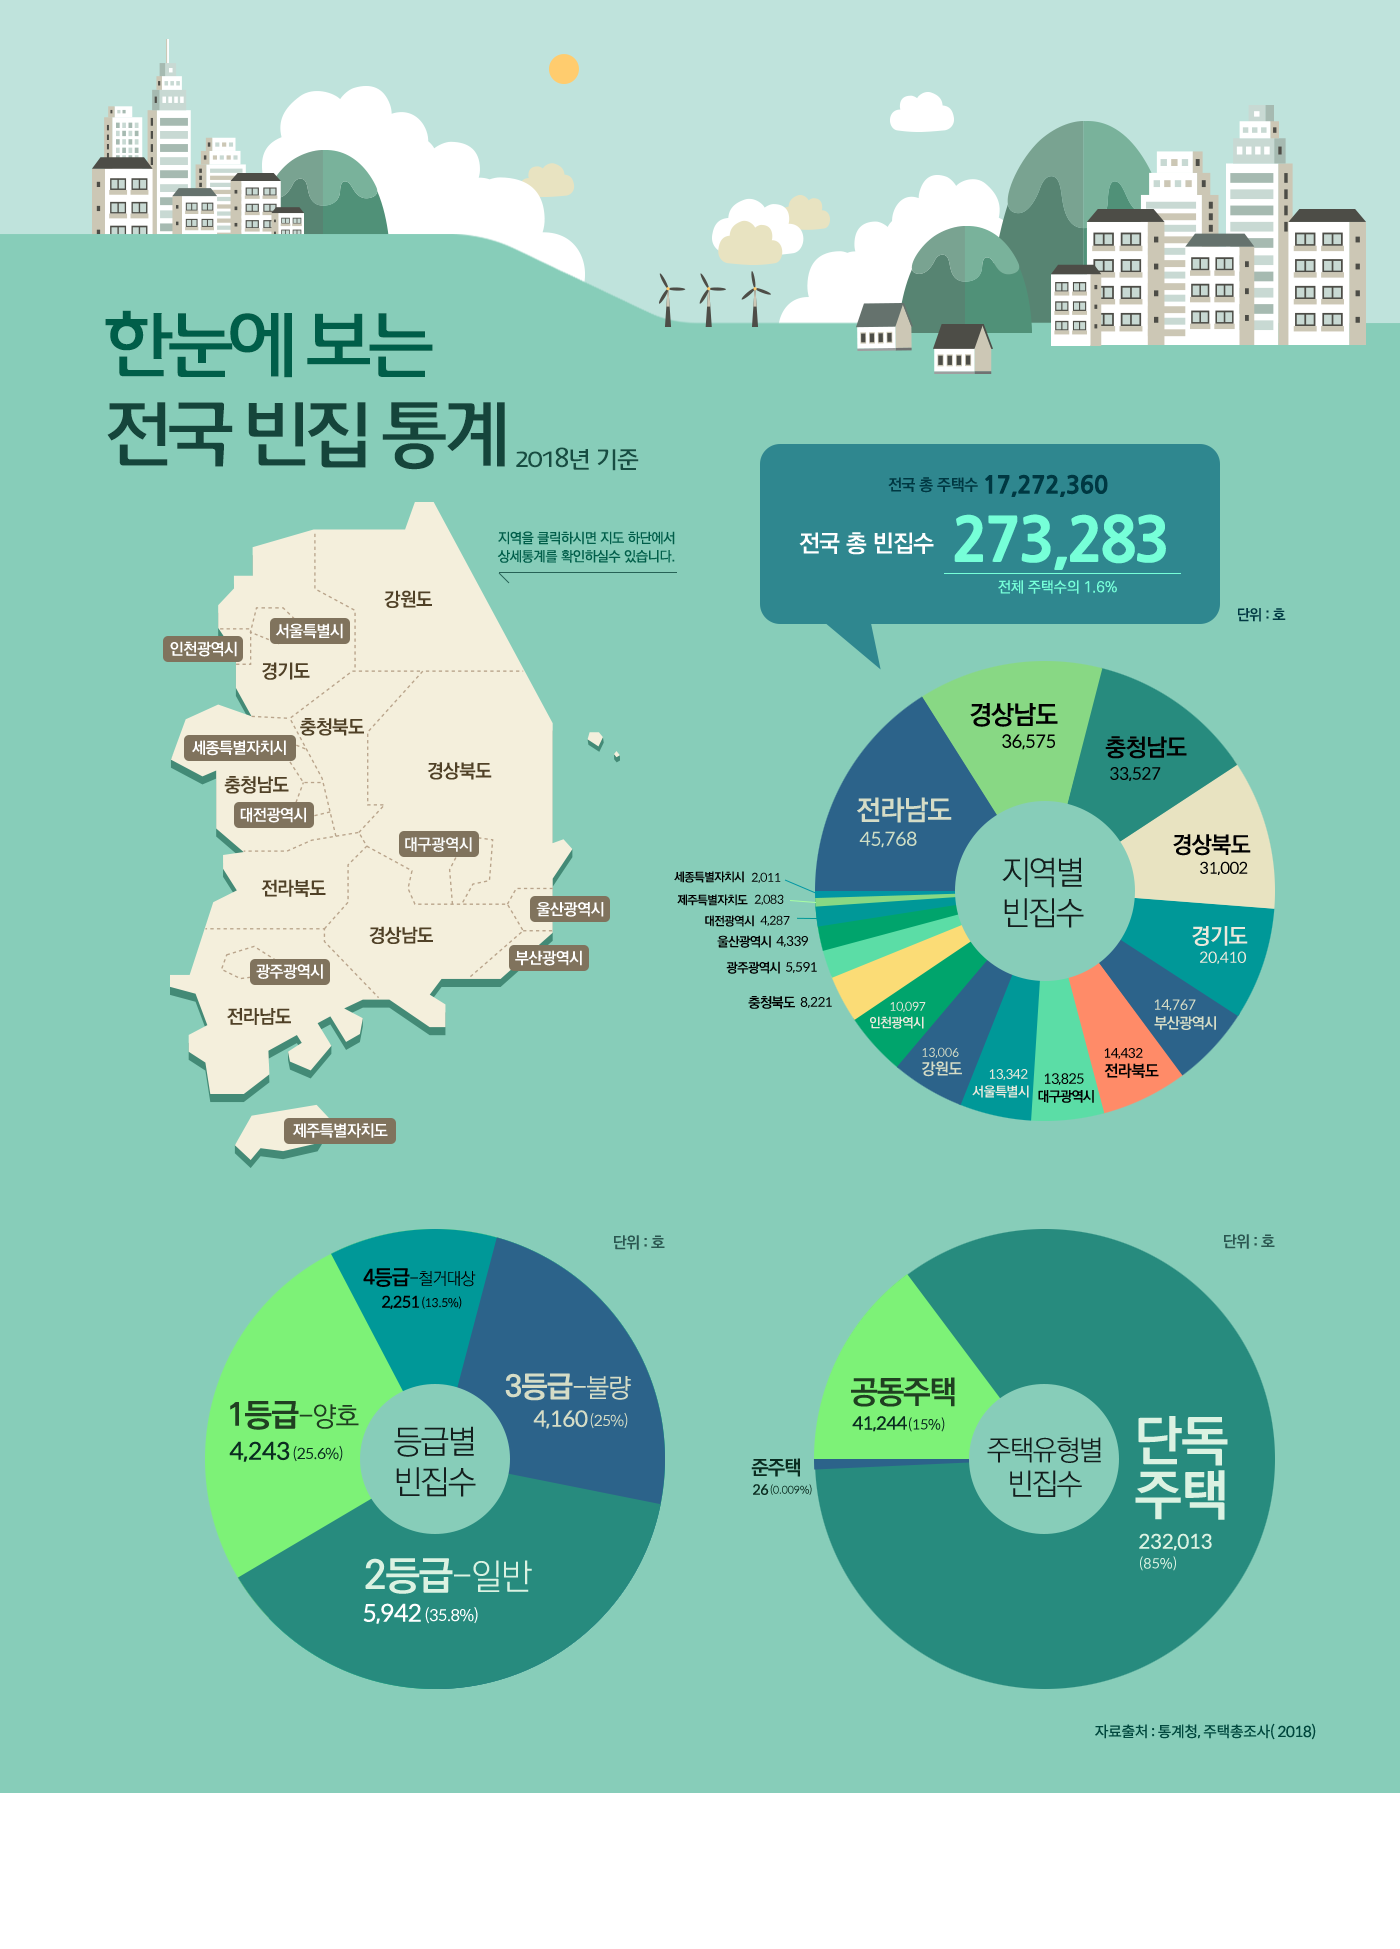 한눈에 보는
전국 빈집 통계 2018년 기준
지역을 클릭하시면 지도 하단에서
상세통계를 확인하실수 있습니다.
강원도
서울특별시
인천광역시
경기도
충청북도
세종특별자치시
충청남도
경상북도
대전광역시
대구광역시
전라북도
울산광역시
경상남도
부산광역시
광주광역시
전라남도
제주특별자치도
전국 총 주택수 17,272,360
전국 총 빈집수 273,283
전체 주택수의 1.6%
단위 : 호
지역별
빈집수
경상남도
36,575
충청남도
33,527
경상북도
31,002
경기도
20,410
14,767
부산광역시
14,432
전라북도
13,825
대구광역시
13,342
서울특별시
13,006
강원도
10,097
인천광역시
충청북도 8,221
광주광역시 5,591
울산광역시 4,339
대전광역시 4,287
제주특별자치도 2,083
세종특별자치시 2,011
전라남도
45,768
단위 : 호
등급별
빈집수
4등급-철거대상
2,251 (13.5%)
3등급-불량
4,160 (25%)
1등급-양호
4,243 (25.6%)
2등급-일반
5,942 (35.8%)
단위 : 호
주택유형별
빈집수
공동주택
41,244 (15%)
준주택
26 (0.009%)
단독
주택
232,013
(85%)
자료출처 : 통계청, 주택총조사( 2018)